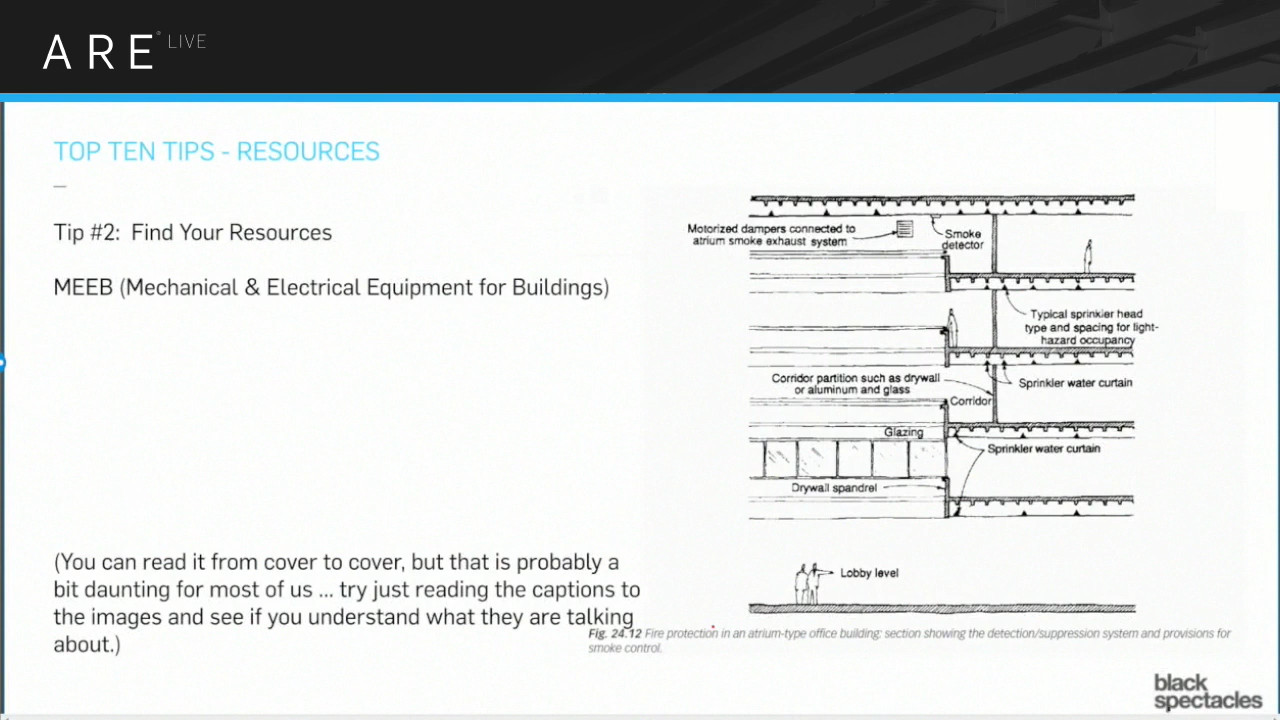 ARE° LIVE
TOP TEN TIPS - RESOURCES
—
Tip #2: Find Your Resources
MEEB (Mechanical & Electrical Equipment for Buildings)
(You can read it from cover to cover, but that is probably a
bit daunting for most of us ... try just reading the captions to
the images and see if you understand what they are talking
about.)
Motorized dampers connected to
atrium smoke exhaust system
Smoke
detector
Typical sprinkler head
type and spacing for light-
hazard occupancy
Corridor partition such as drywall
or aluminum and glass
Sprinkler water curtain
Corridor
Glazing
Sprinkler water curtain
Drywall spandrel
Lobby level
Fig. 24.12 Fire protection in an atrium-type office building: section showing the detection/suppression system and provisions for
smoke control.
black
spectacles